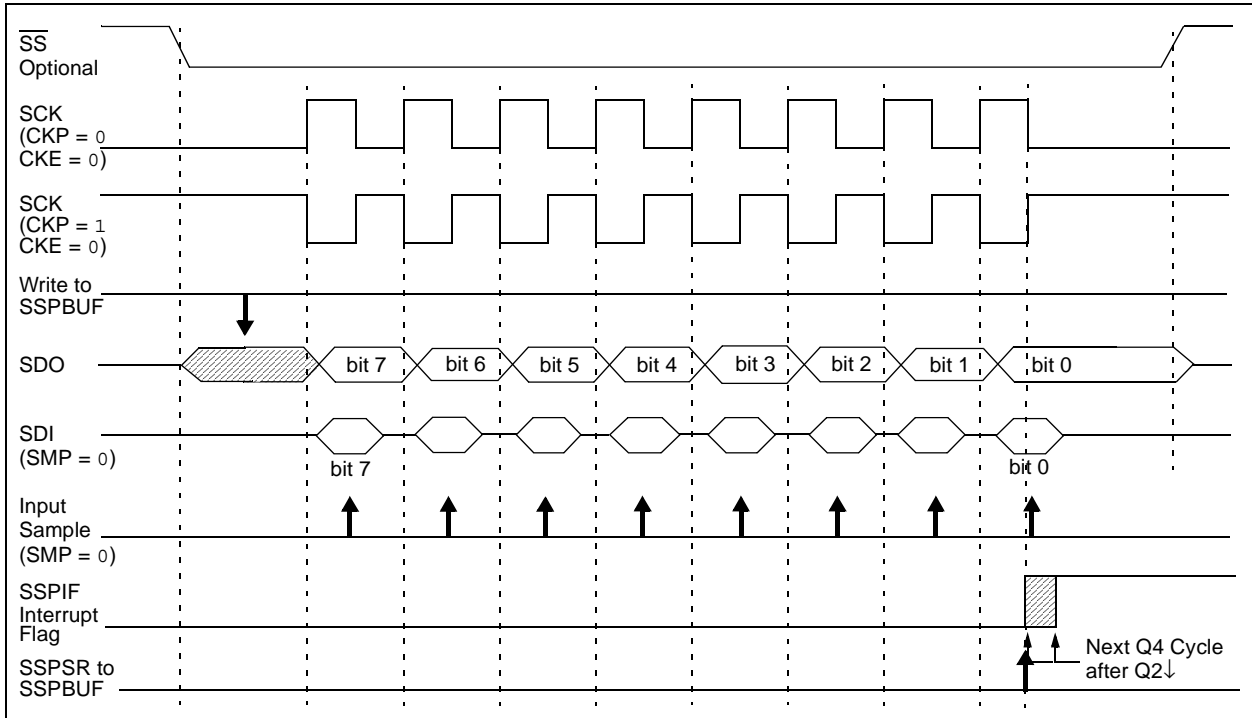 SS
Optional
SCK
(CKP = 0
CKE = 0)
SCK
(CKP = 1
CKE = 0)
Write to
SSPBUF
SDO
bit 7 bit 6 bit 5 bit 4 bit 3 bit 2 bit 1 bit 0
SDI
(SMP = 0)
bit 7 bit 0
Input
Sample
(SMP = 0)
SSPIF
Interrupt
Flag
Next Q4 Cycle
after Q2↓
SSPSR to
SSPBUF